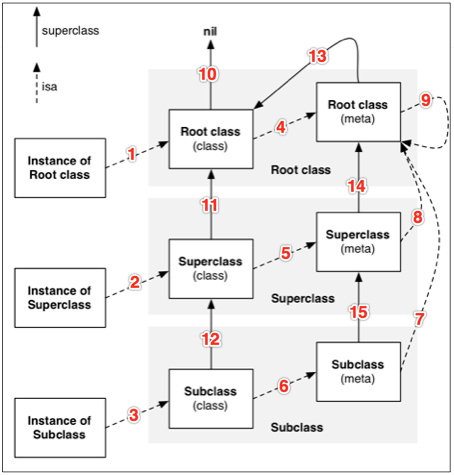 superclass
isa
nil
10
13
Root class
(class)
Root class
(meta)
9
4
1
Instance of
Root class
Root class
11
14
8
Superclass
(class)
Superclass
(meta)
5
2
Instance of
Superclass
Superclass
12
15
7
Subclass
(class)
Subclass
(meta)
6
3
Instance of
Subclass
Subclass